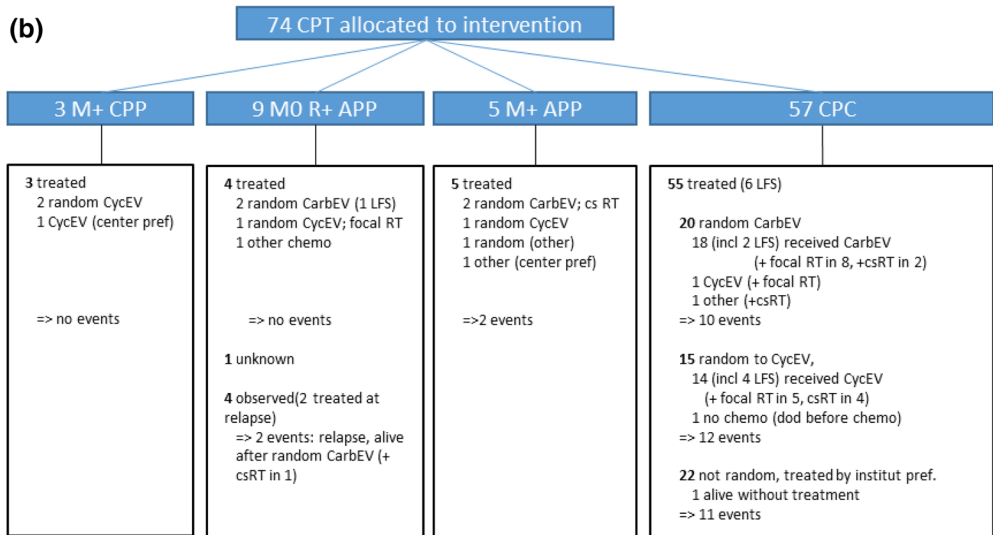 (b)
74 CPT allocated to intervention
3 M+ CPP
9 M0 R+ APP
5 M+ APP
57 CPC
3 treated
2 random CycEV
1 CycEV (center pref)
=> no events
4 treated
2 random CarbEV (1 LFS)
1 random CycEV; focal RT
1 other chemo
=> no events
1 unknown
4 observed(2 treated at
relapse)
=> 2 events: relapse, alive
after random CarbEV (+
csRT in 1)
5 treated
2 random CarbEV; cs RT
1 random CycEV
1 random (other)
1 other (center pref)
=>2 events
55 treated (6 LFS)
20 random CarbEV
18 (incl 2 LFS) received CarbEV
(+ focal RT in 8, +csRT in 2)
1 CycEV (+ focal RT)
1 other (+csRT)
=> 10 events
15 random to CycEV,
14 (incl 4 LFS) received CycEV
(+ focal RT in 5, csRT in 4)
1 no chemo (dod before chemo)
=> 12 events
22 not random, treated by institut pref.
1 alive without treatment
=> 11 events